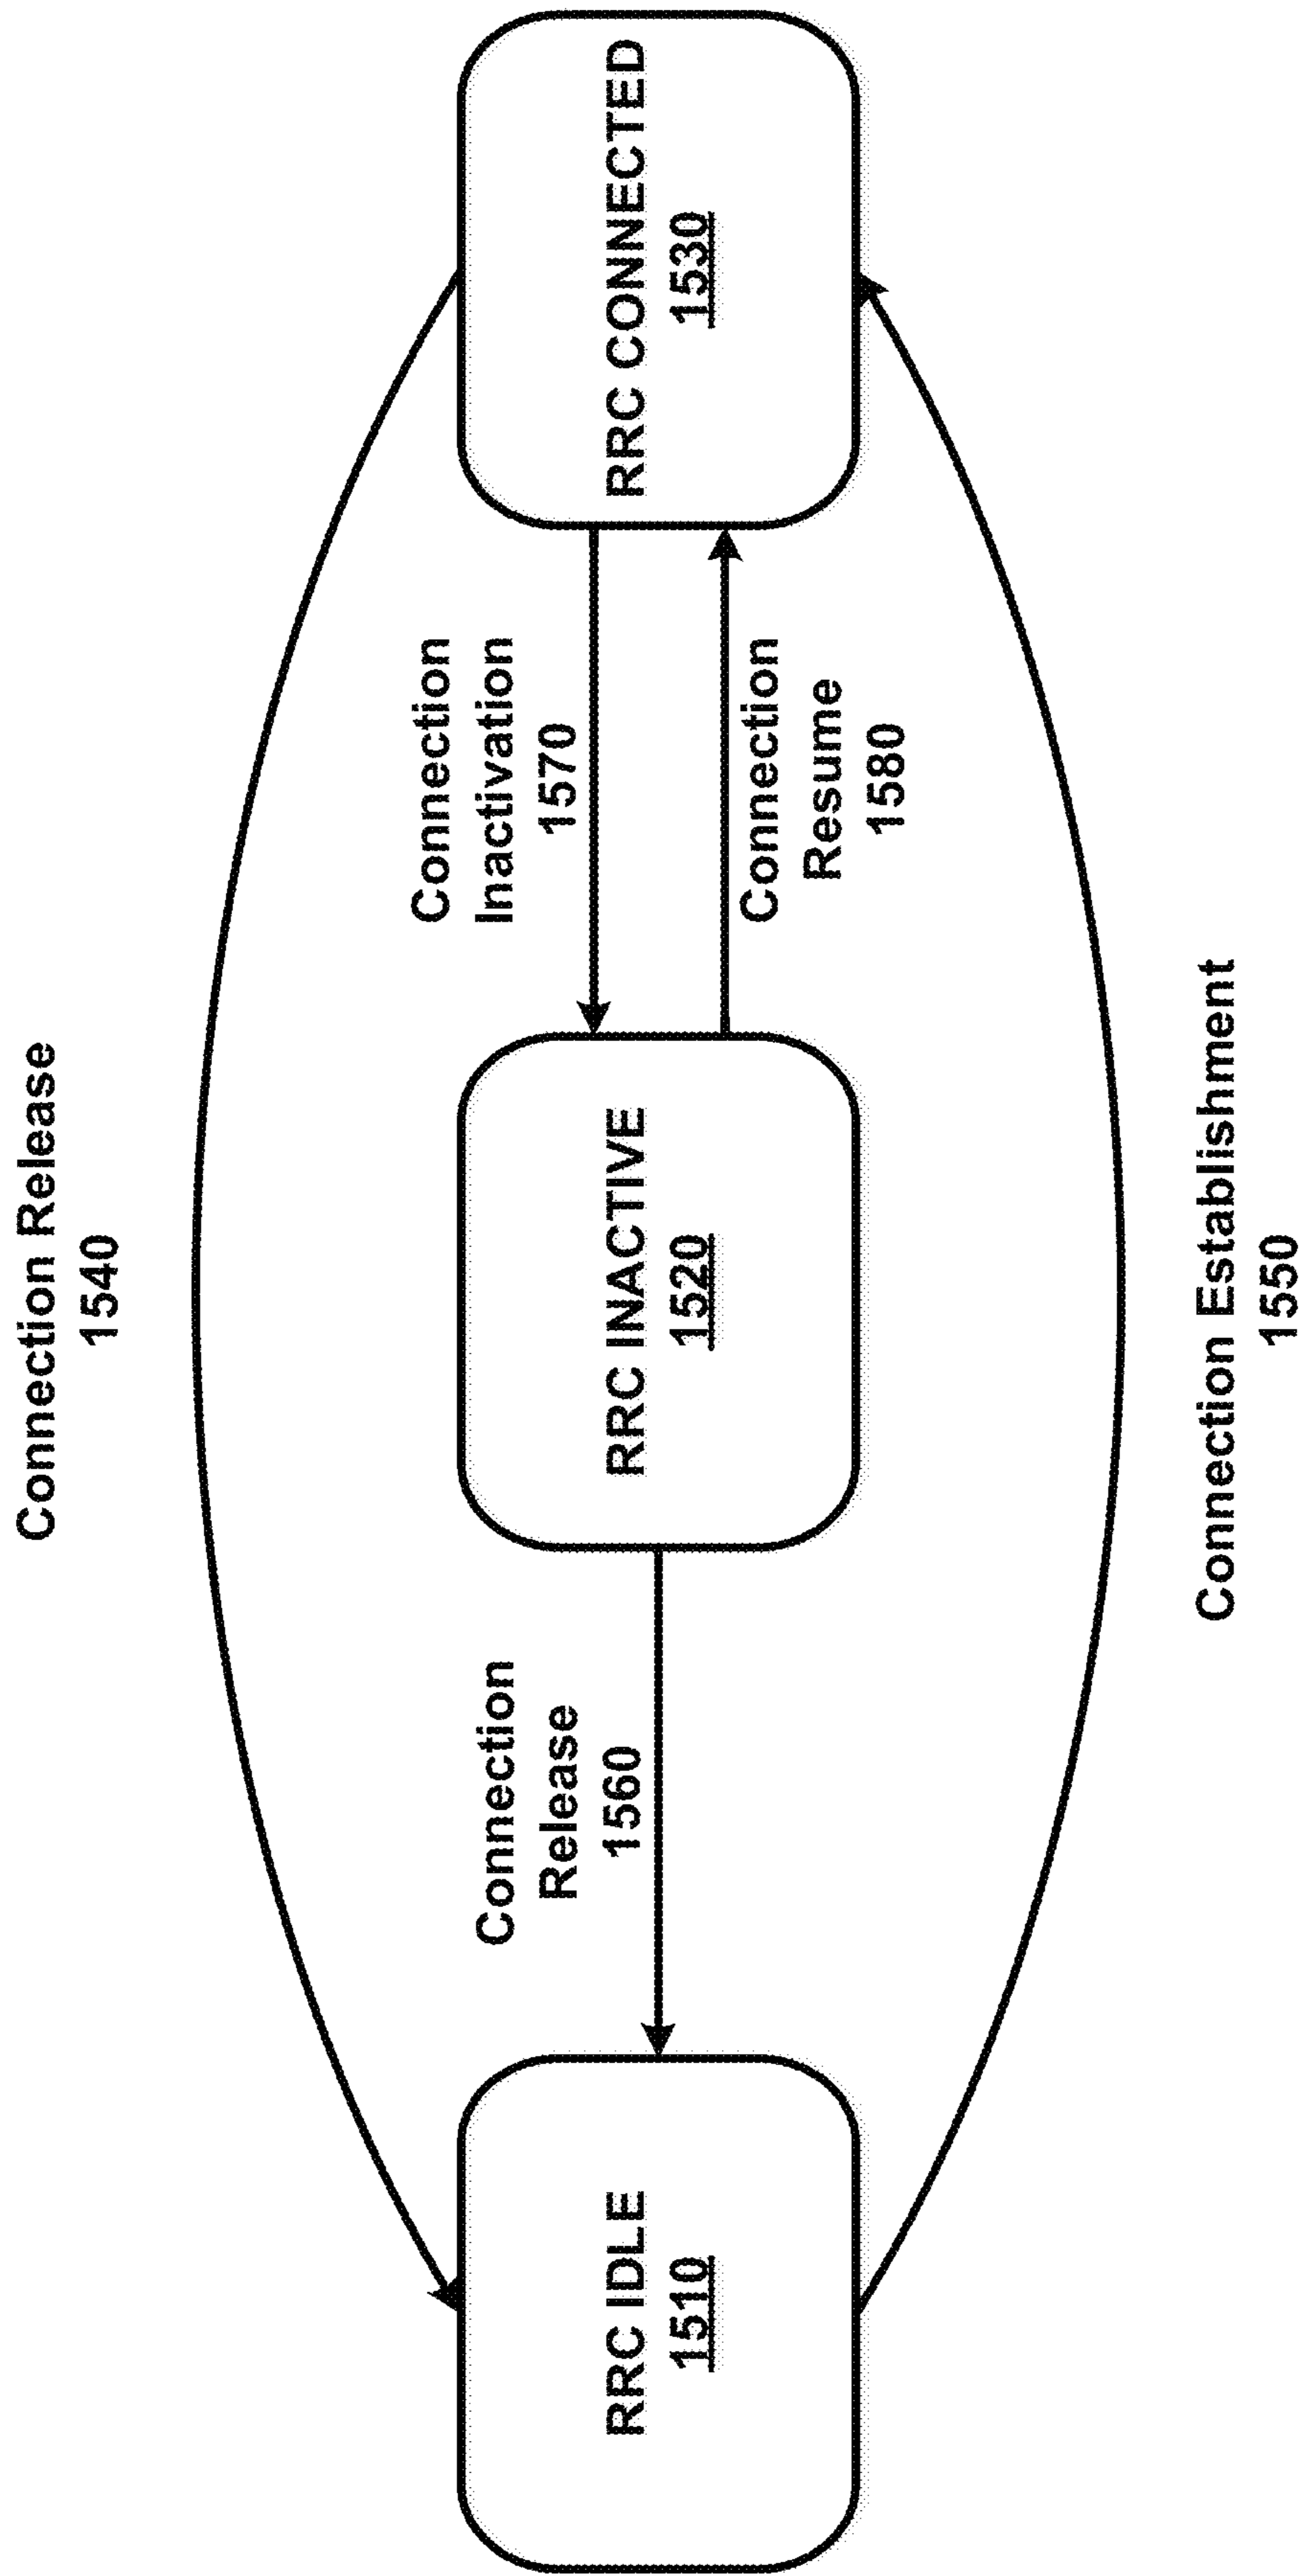 Connection Release
1540
RRC IDLE
1510
Connection
Release
1560
RRC INACTIVE
1520
Connection
Inactivation
1570
Connection
Resume
1580
RRC CONNECTED
1530
Connection Establishment
1550